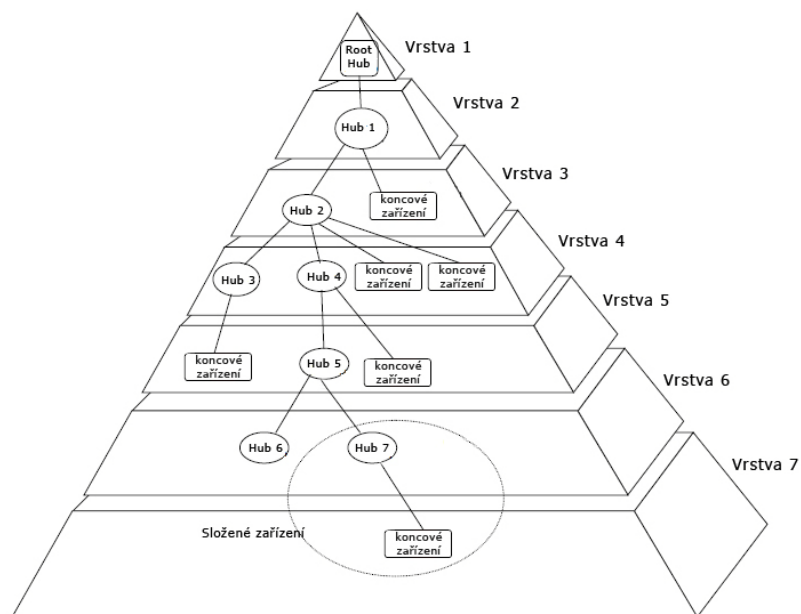 Root
Hub
Vrstva 1
Vrstva 2
Hub 1
Vrstva 3
koncové
zařízení
Hub 2
Vrstva 4
Hub 3
Hub 4
koncové
zařízení
koncové
zařízení
Vrstva 5
koncové
zařízení
Hub 5
koncové
zařízení
Vrstva 6
Hub 6
Hub 7
Vrstva 7
Složené zařízení
koncové
zařízení